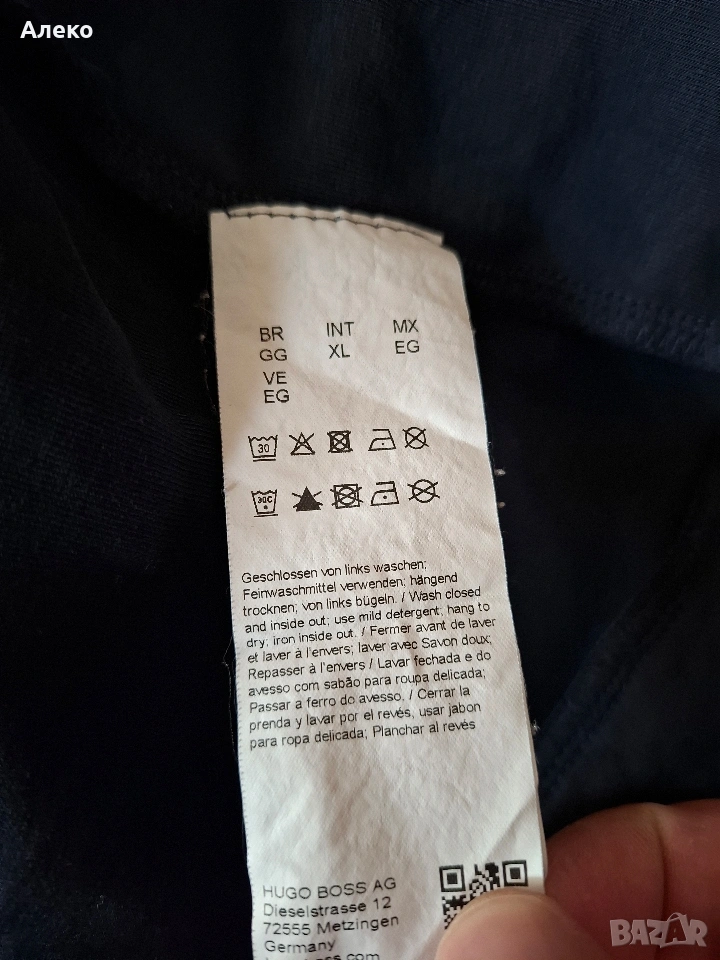 Алеко
BR INT MX
GG XL EG
VE
EG
30
30C
Geschlossen von links waschen;
Feinwaschmittel verwenden; hängend
trocknen; von links bügeln. / Wash closed
and inside out; use mild detergent; hang to
dry; iron inside out. / Fermer avant de laver
et laver à l'envers; laver avec Savon doux;
Repasser à l'envers / Lavar fechada e do
avesso com sabão para roupa delicada;
Passar a ferro do avesso. / Cerrar la
prenda y lavar por el revés, usar jabon
para ropa delicada; Planchar al revés
HUGO BOSS AG
Dieselstrasse 12
72555 Metzingen
Germany
BAZAR